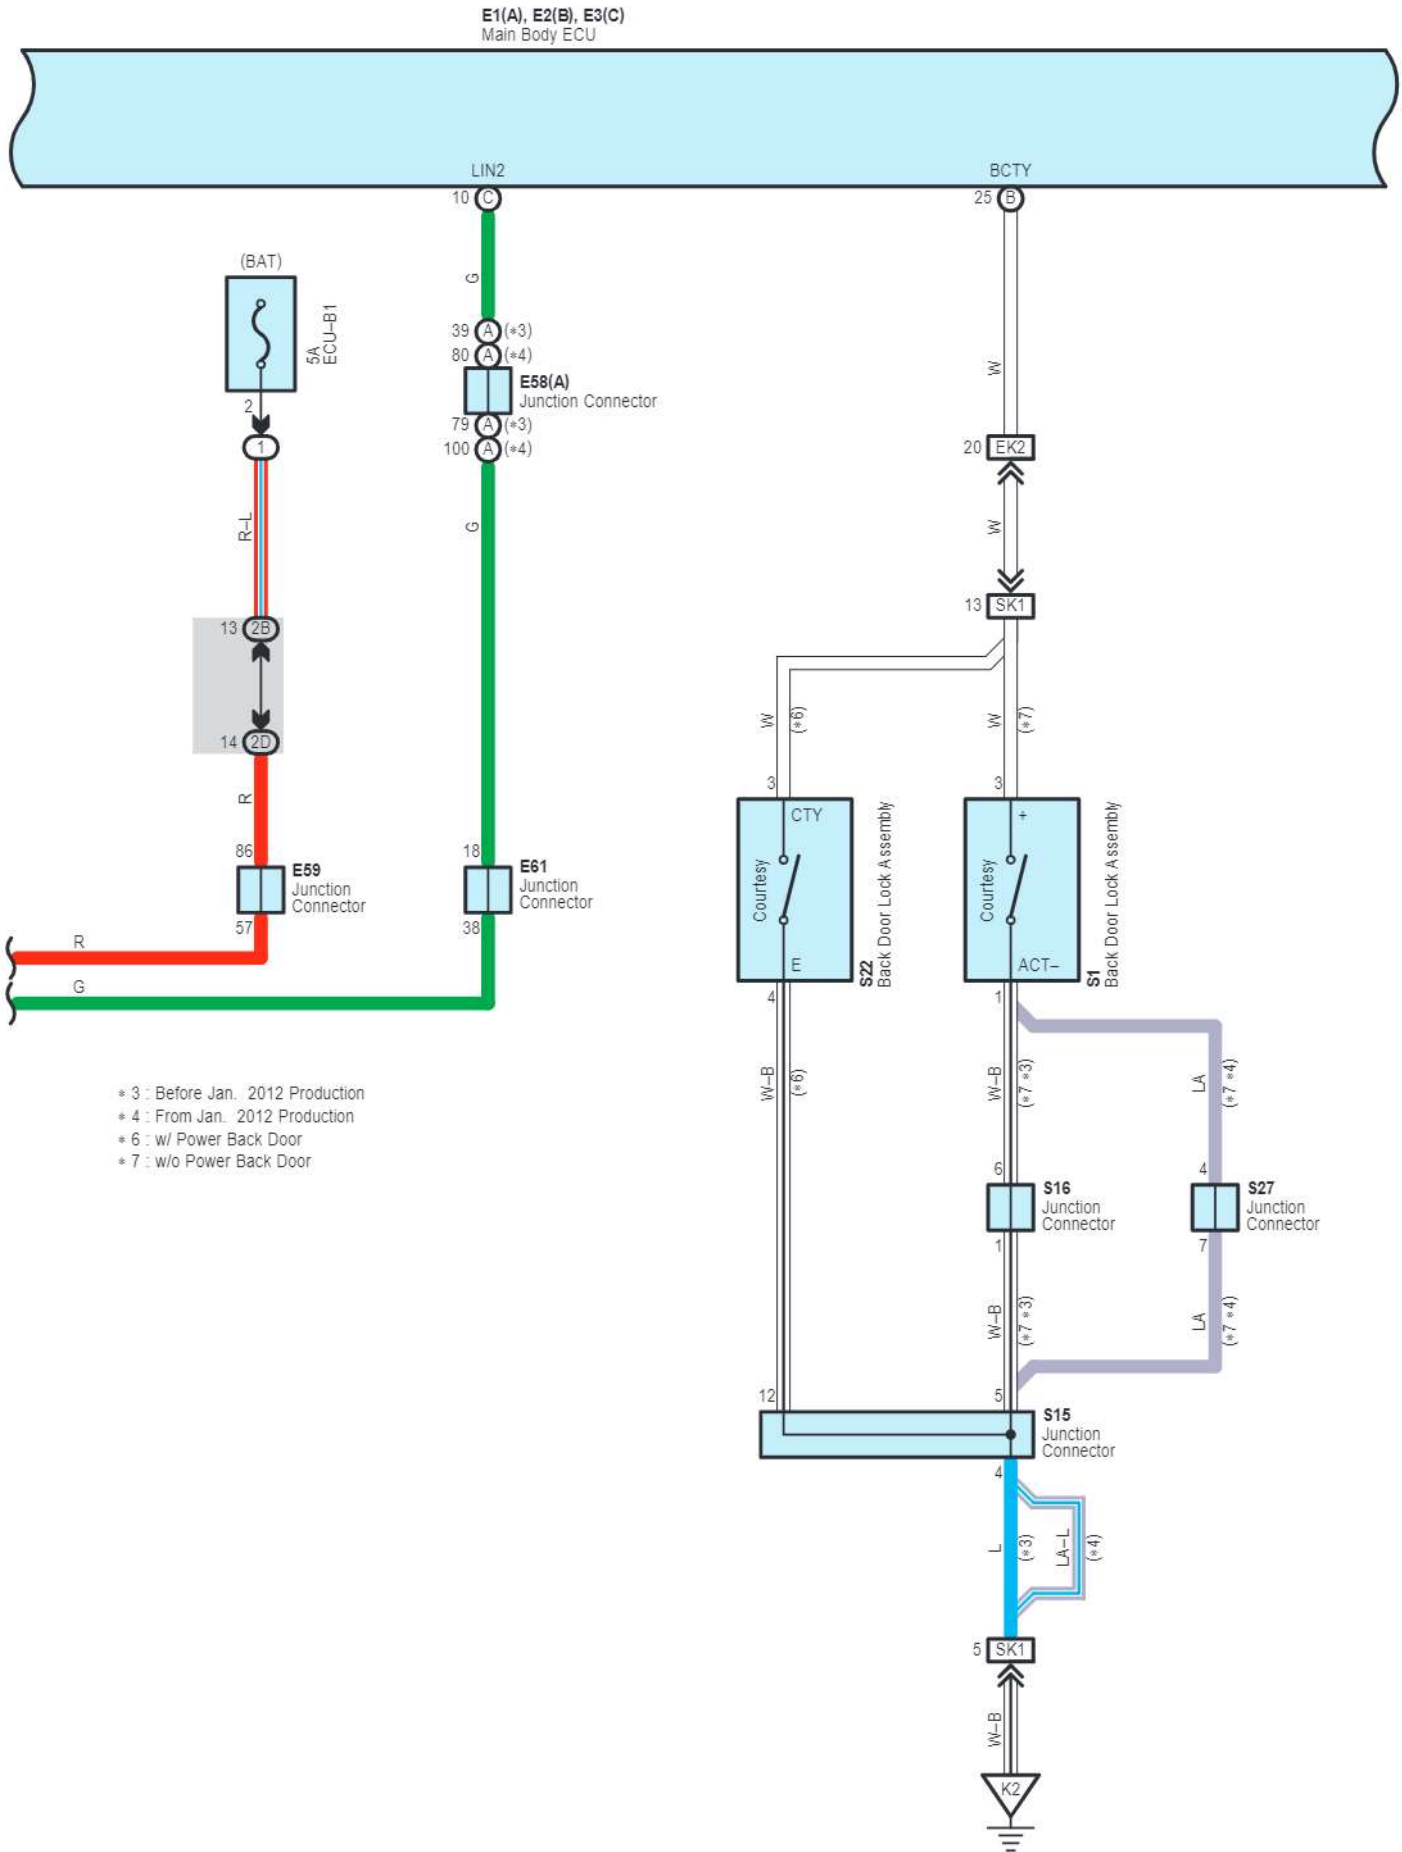 E1(A), E2(B), E3(C)
Main Body ECU
LIN2
BCTY
10 C
25 B
(BAT)
5A
ECU–B1
2
1
G
39 A (*3)
80 A (*4)
E58(A)
Junction Connector
79 A (*3)
100 A (*4)
W
20 EK2
R–L
G
W
13 SK1
13 2B
14 2D
W
(*6)
W
(*7)
R
3
CTY
Courtesy
E
S22
Back Door Lock Assembly
3
+
Courtesy
ACT–
S1
Back Door Lock Assembly
86
E59
Junction
Connector
57
18
E61
Junction
Connector
38
R
G
4
1
W–B
(*6)
W–B
(*7 *3)
LA
(*7 *4)
* 3 : Before Jan. 2012 Production
* 4 : From Jan. 2012 Production
* 6 : w/ Power Back Door
* 7 : w/o Power Back Door
6
S16
Junction
Connector
1
4
S27
Junction
Connector
7
W–B
(*7 *3)
LA
(*7 *4)
12
5
S15
Junction
Connector
4
L
(*3)
LA–L
(*4)
5 SK1
W–B
K2